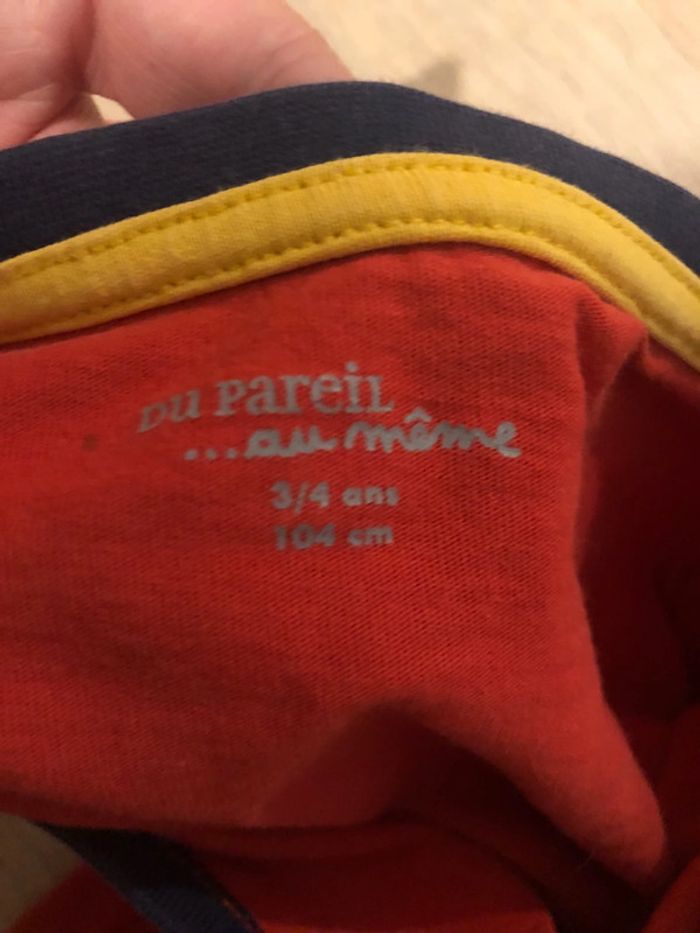 DU PAREIL
...au même
3/4 ans
104 cm